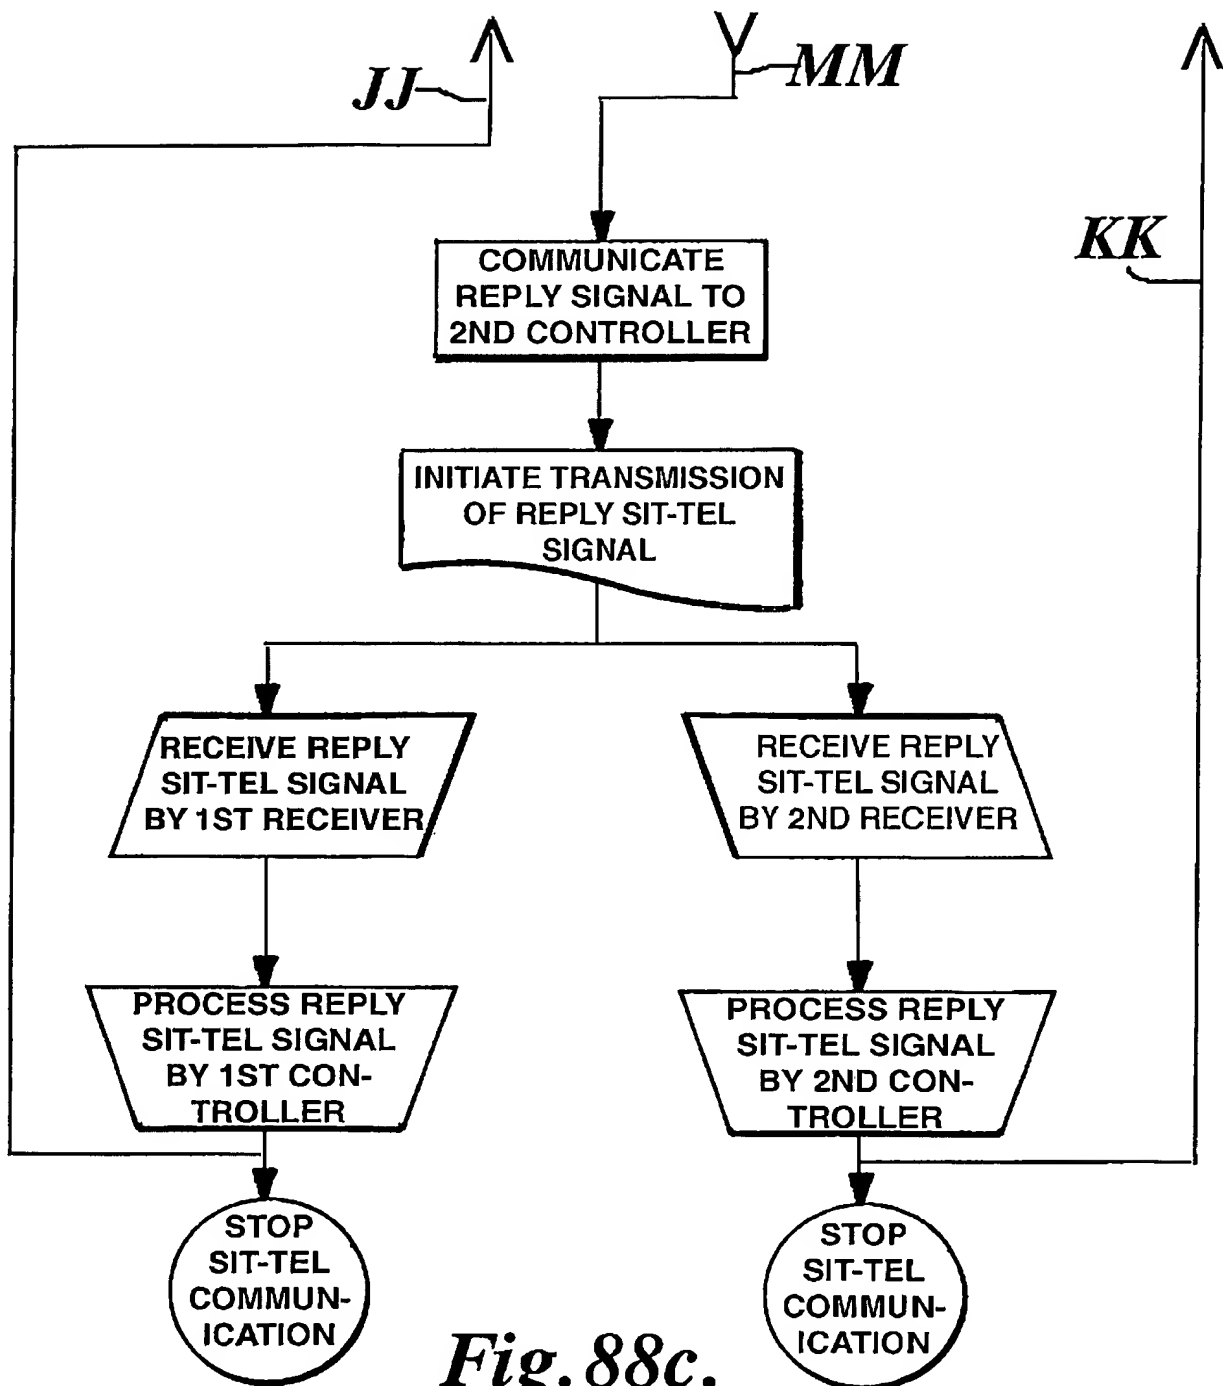 JJ
MM
KK
COMMUNICATE
REPLY SIGNAL TO
2ND CONTROLLER
INITIATE TRANSMISSION
OF REPLY SIT-TEL
SIGNAL
RECEIVE REPLY
SIT-TEL SIGNAL
BY 1ST RECEIVER
RECEIVE REPLY
SIT-TEL SIGNAL
BY 2ND RECEIVER
PROCESS REPLY
SIT-TEL SIGNAL
BY 1ST CON-
TROLLER
PROCESS REPLY
SIT-TEL SIGNAL
BY 2ND CON-
TROLLER
STOP
SIT-TEL
COMMUN-
ICATION
STOP
SIT-TEL
COMMUN-
ICATION
Fig. 88c.